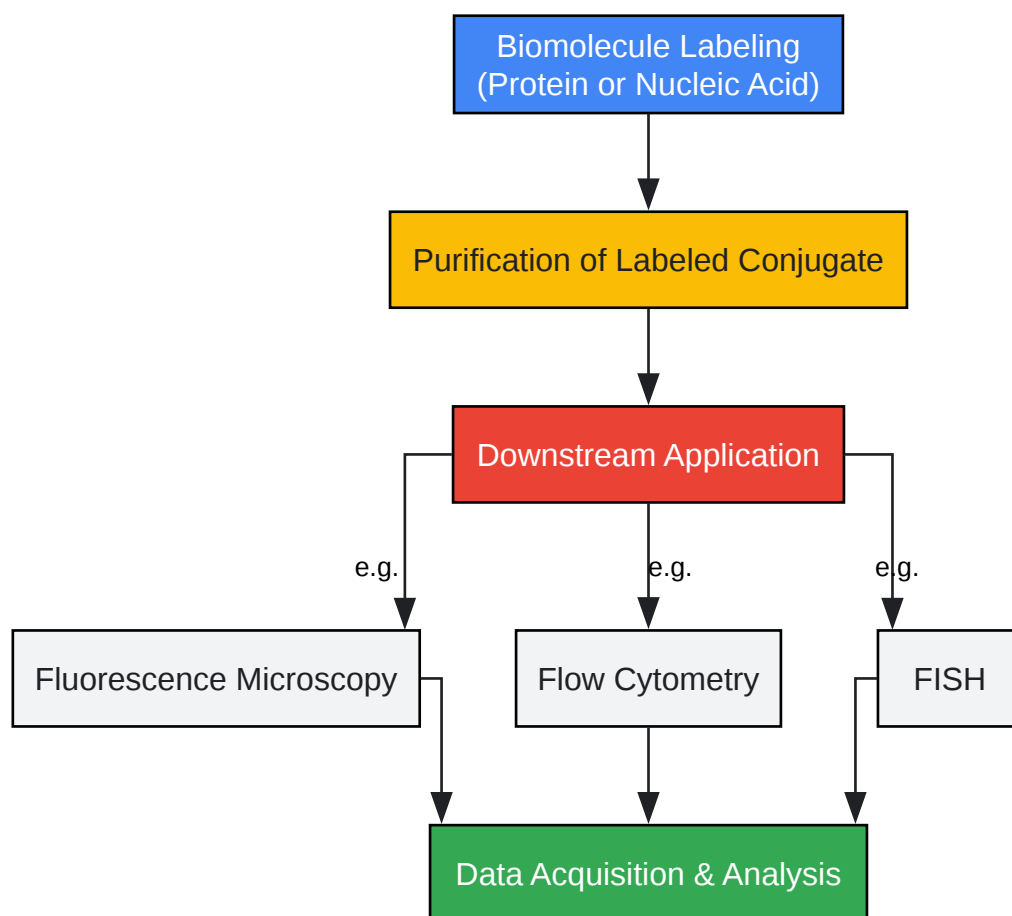 Biomolecule Labeling
(Protein or Nucleic Acid)
Purification of Labeled Conjugate
Downstream Application
e.g.
e.g.
e.g.
Fluorescence Microscopy
Flow Cytometry
FISH
Data Acquisition & Analysis